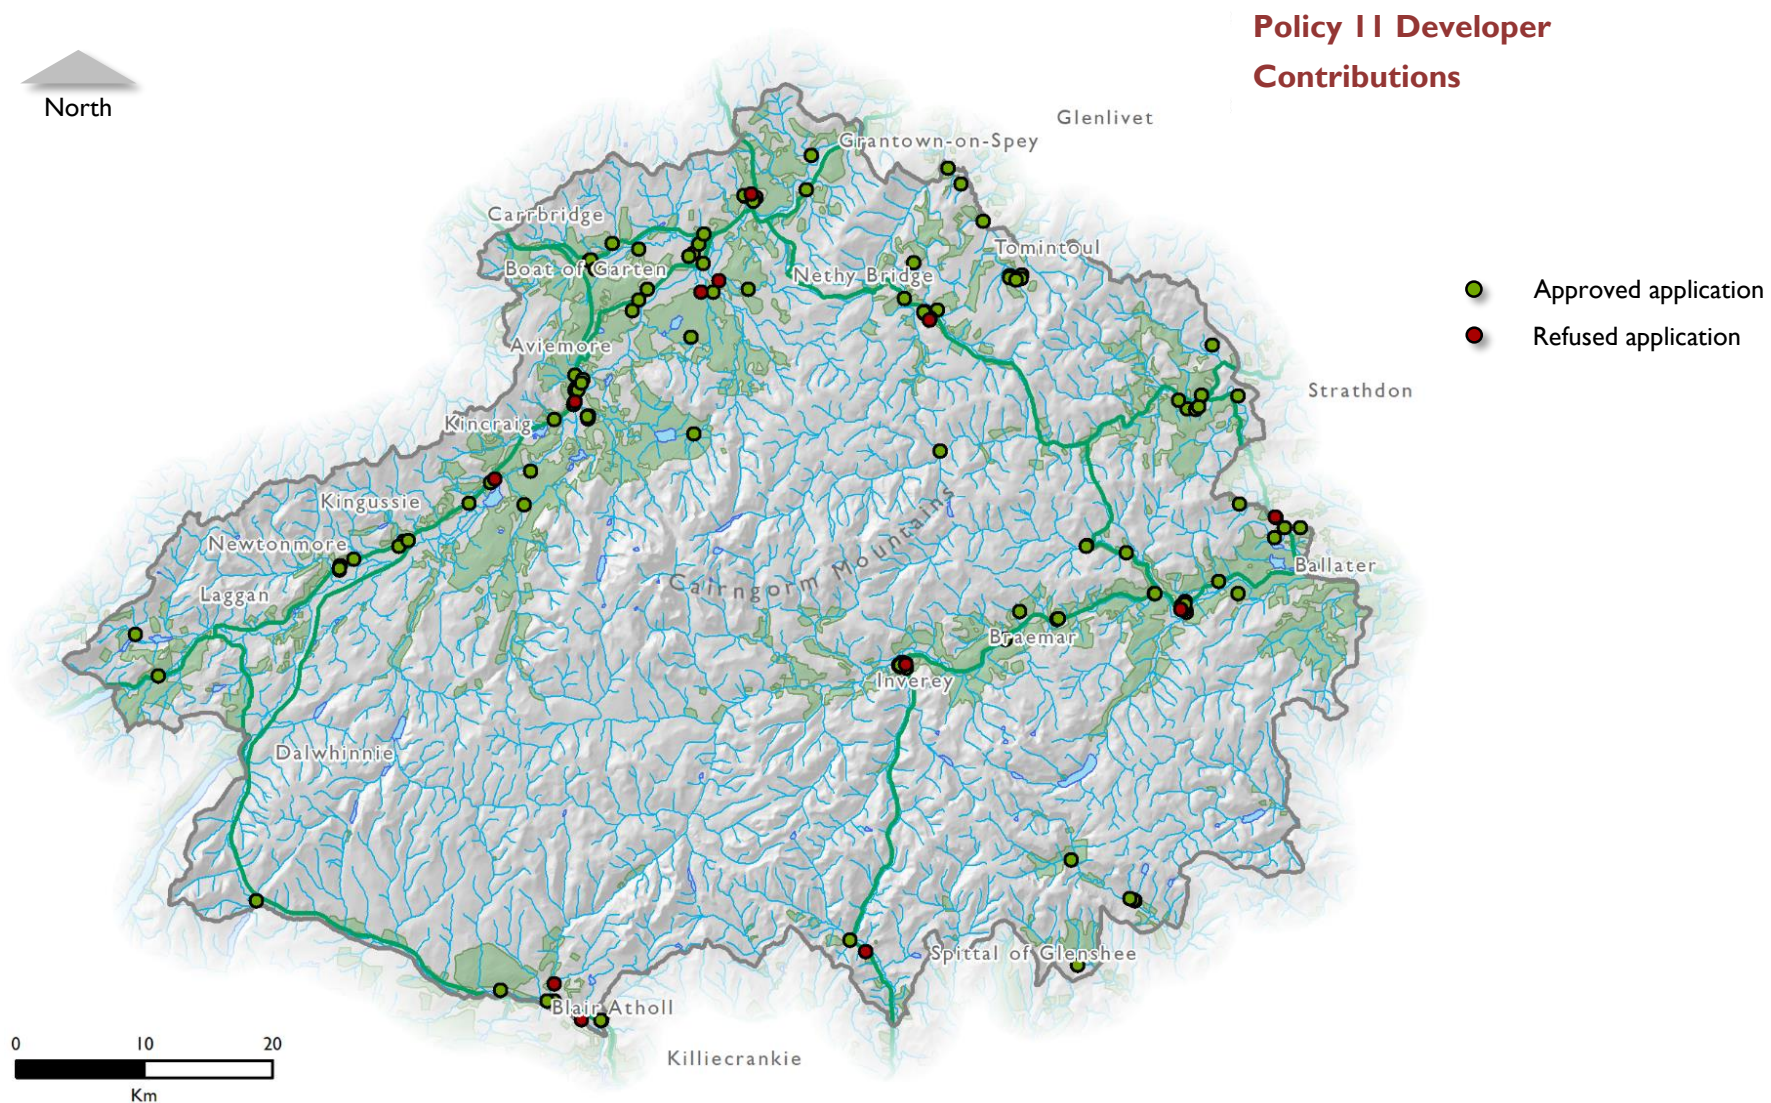 Policy 11 Developer
Contributions
North
Glenlivet
Grantown-on-Spey
Carrbridge
Tomintoul
Boat of Garten
Nethy Bridge
Approved application
Refused application
Aviemore
Strathdon
Kincraig
Kingussie
Cairngorm Mountains
Newtonmore
Laggan
Ballater
Braemar
Inverey
Dalwhinnie
Spittal of Glenshee
Blair Atholl
Killiecrankie
0 10 20
Km